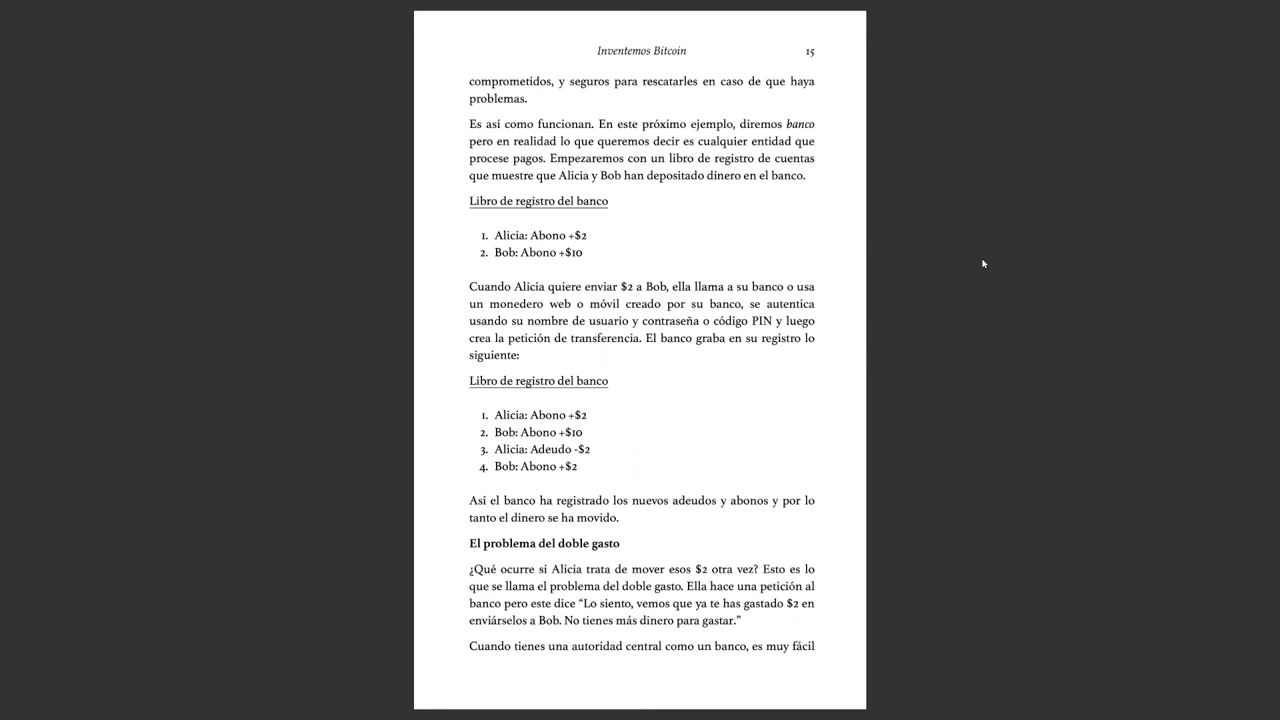 Inventemos Bitcoin 15
comprometidos, y seguros para rescatarles en caso de que haya
problemas.
Es así como funcionan. En este próximo ejemplo, diremos banco
pero en realidad lo que queremos decir es cualquier entidad que
procese pagos. Empezaremos con un libro de registro de cuentas
que muestre que Alicia y Bob han depositado dinero en el banco.
Libro de registro del banco
1. Alicia: Abono +$2
2. Bob: Abono +$10
Cuando Alicia quiere enviar $2 a Bob, ella llama a su banco o usa
un monedero web o móvil creado por su banco, se autentica
usando su nombre de usuario y contraseña o código PIN y luego
crea la petición de transferencia. El banco graba en su registro lo
siguiente:
Libro de registro del banco
1. Alicia: Abono +$2
2. Bob: Abono +$10
3. Alicia: Adeudo -$2
4. Bob: Abono +$2
Así el banco ha registrado los nuevos adeudos y abonos y por lo
tanto el dinero se ha movido.
El problema del doble gasto
¿Qué ocurre si Alicia trata de mover esos $2 otra vez? Esto es lo
que se llama el problema del doble gasto. Ella hace una petición al
banco pero este dice “Lo siento, vemos que ya te has gastado $2 en
enviárselos a Bob. No tienes más dinero para gastar.”
Cuando tienes una autoridad central como un banco, es muy fácil